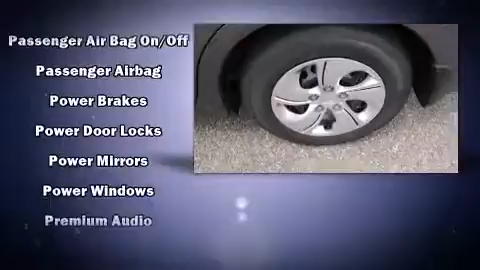 Passenger Air Bag On/Off
Passenger Airbag
Power Brakes
Power Door Locks
Power Mirrors
Power Windows
Premium Audio